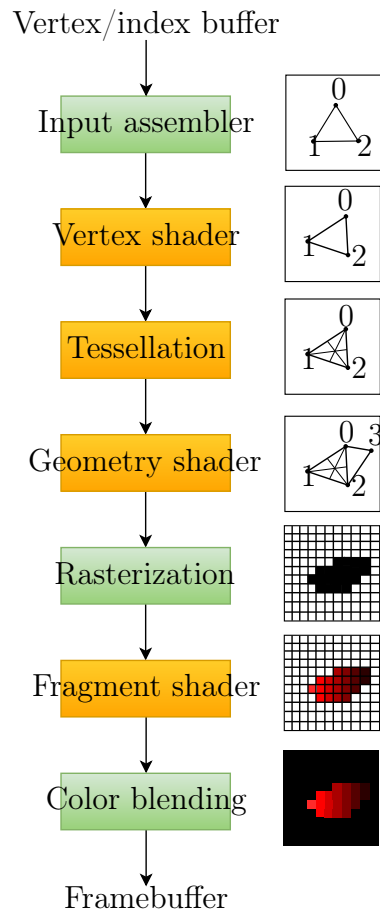 Vertex/index buffer
Input assembler
0
1
2
Vertex shader
0
1
2
Tessellation
0
1
2
Geometry shader
0
3
1
2
Rasterization
Fragment shader
Color blending
Framebuffer